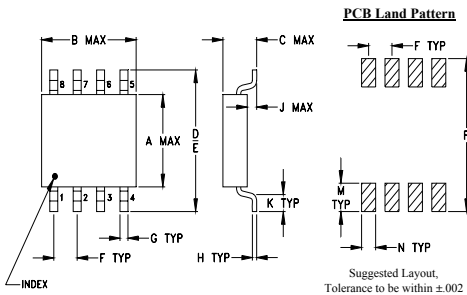 PCB Land Pattern
B MAX
C MAX
F TYP
8 7 6 5
J MAX
A MAX
D
E
P
1 2 3 4
K TYP
M
TYP
G TYP
F TYP
H TYP
N TYP
INDEX
Suggested Layout,
Tolerance to be within ±.002